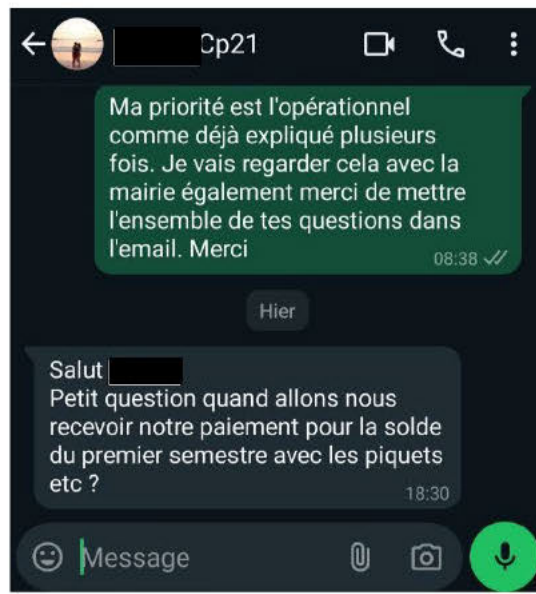 Cp21
Ma priorité est l'opérationnel
comme déjà expliqué plusieurs
fois. Je vais regarder cela avec la
mairie également merci de mettre
l'ensemble de tes questions dans
l'email. Merci
08:38
Hier
Salut
Petit question quand allons nous
recevoir notre paiement pour la solde
du premier semestre avec les piquets
etc ?
18:30
Message